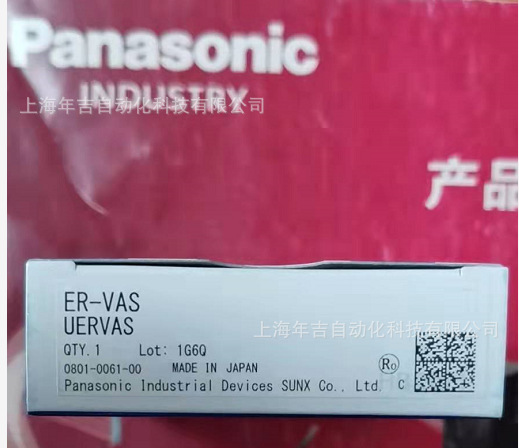 Panasonic
INDUSTRY
上海年吉自动化科技有限公司
产品
ER-VAS
UERVAS
上海年吉自动化科技有限公司
QTY. 1 Lot: 1G6Q
0801-0061-00 MADE IN JAPAN
Ro
Panasonic Industrial Devices SUNX Co., Ltd. C